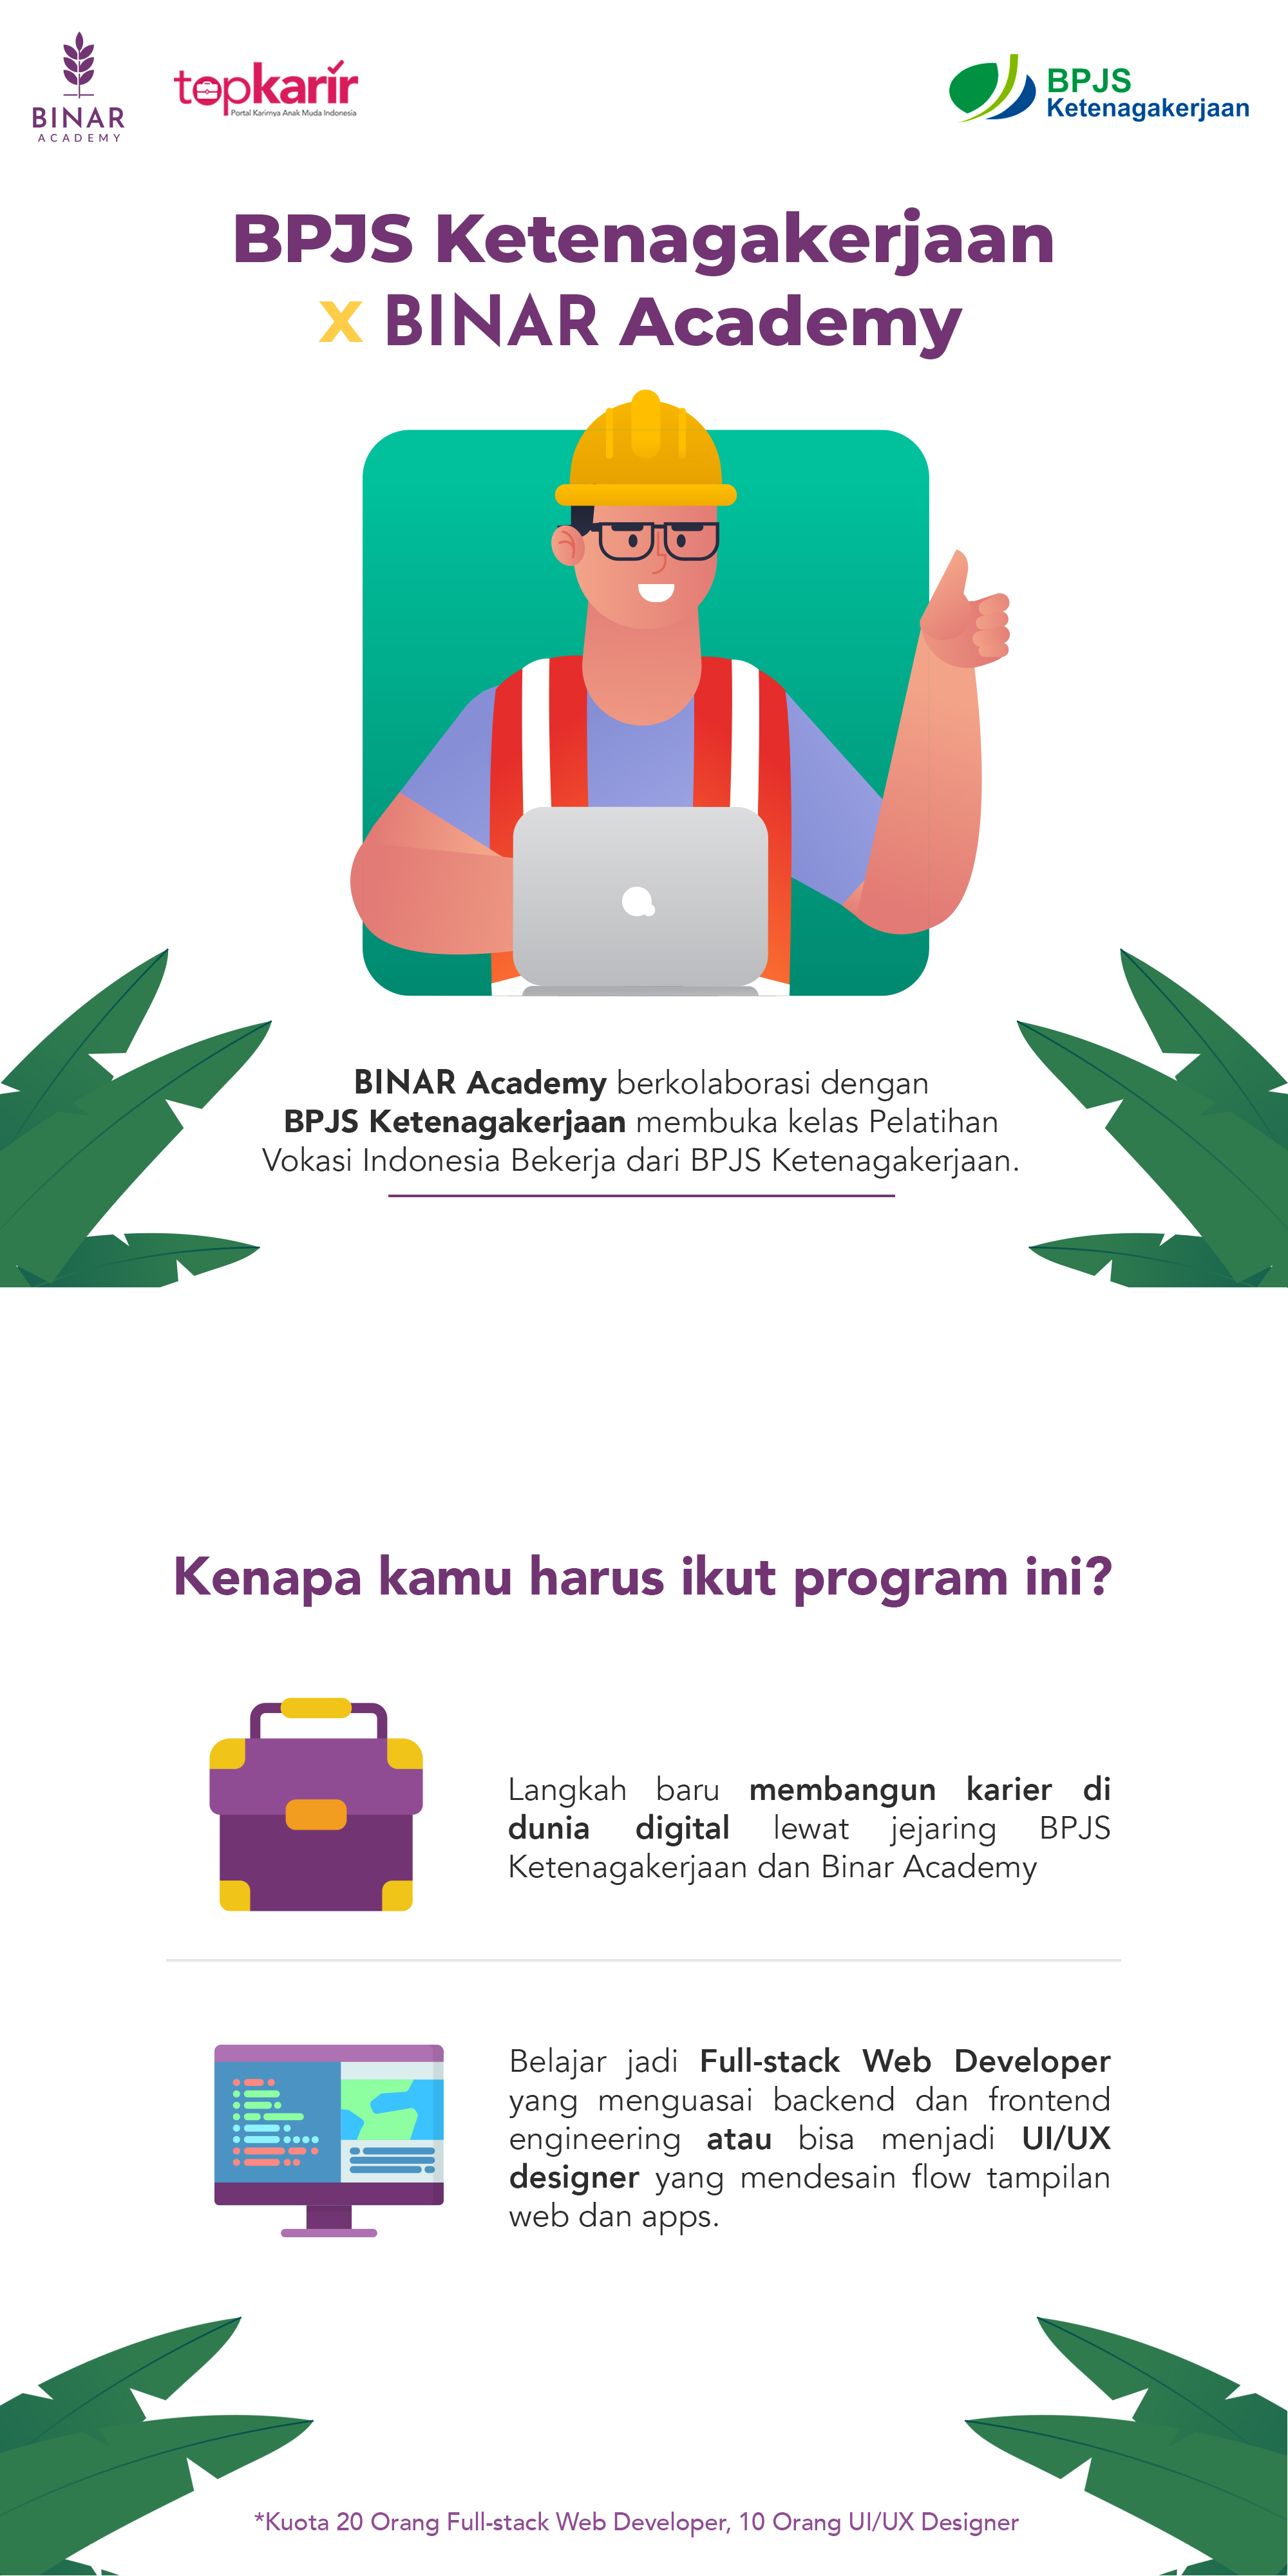 BINAR
ACADEMY
topkarir
Portal Karirnya Anak Muda Indonesia
BPJS
Ketenagakerjaan
BPJS Ketenagakerjaan
x BINAR Academy
BINAR Academy berkolaborasi dengan
BPJS Ketenagakerjaan membuka kelas Pelatihan
Vokasi Indonesia Bekerja dari BPJS Ketenagakerjaan.
Kenapa kamu harus ikut program ini?
Langkah baru membangun karier di
dunia digital lewat jejaring BPJS
Ketenagakerjaan dan Binar Academy
Belajar jadi Full-stack Web Developer
yang menguasai backend dan frontend
engineering atau bisa menjadi UI/UX
designer yang mendesain flow tampilan
web dan apps.
*Kuota 20 Orang Full-stack Web Developer, 10 Orang UI/UX Designer